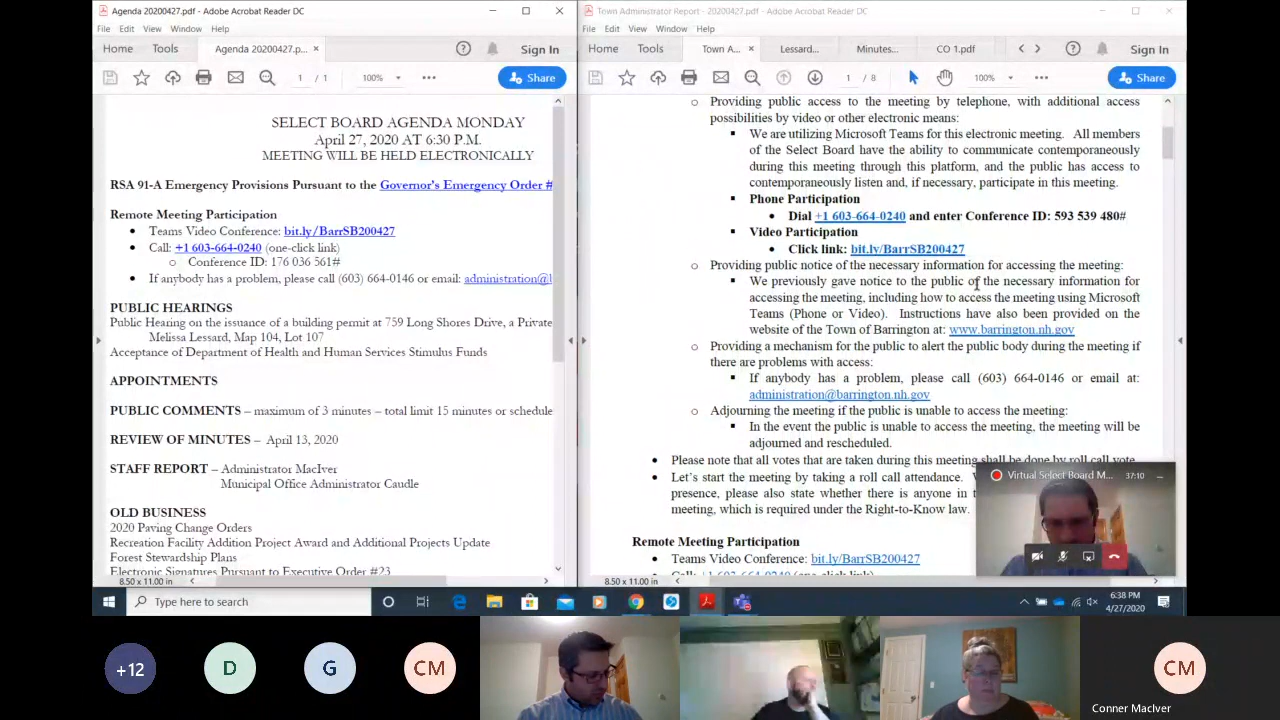 Agenda 20200427.pdf - Adobe Acrobat Reader DC
File Edit View Window Help
Home Tools Agenda 20200427.p... × Sign In
1 / 1 100% Share
SELECT BOARD AGENDA MONDAY
April 27, 2020 AT 6:30 P.M.
MEETING WILL BE HELD ELECTRONICALLY
RSA 91-A Emergency Provisions Pursuant to the Governor's Emergency Order #
Remote Meeting Participation
• Teams Video Conference: bit.ly/BarrSB200427
• Call: +1 603-664-0240 (one-click link)
o Conference ID: 176 036 561#
• If anybody has a problem, please call (603) 664-0146 or email: administration@
PUBLIC HEARINGS
Public Hearing on the issuance of a building permit at 759 Long Shores Drive, a Private
Melissa Lessard, Map 104, Lot 107
Acceptance of Department of Health and Human Services Stimulus Funds
APPOINTMENTS
PUBLIC COMMENTS – maximum of 3 minutes – total limit 15 minutes or schedule
REVIEW OF MINUTES – April 13, 2020
STAFF REPORT – Administrator MacIver
Municipal Office Administrator Caudle
OLD BUSINESS
2020 Paving Change Orders
Recreation Facility Addition Project Award and Additional Projects Update
Forest Stewardship Plans
Electronic Signatures Pursuant to Executive Order #23
8.50 x 11.00 in
Town Administrator Report - 20200427.pdf - Adobe Acrobat Reader DC
File Edit View Window Help
Home Tools Town A... × Lessard... Minutes... CO 1.pdf Sign In
1 / 8 100% Share
o Providing public access to the meeting by telephone, with additional access
possibilities by video or other electronic means:
▪ We are utilizing Microsoft Teams for this electronic meeting. All members
of the Select Board have the ability to communicate contemporaneously
during this meeting through this platform, and the public has access to
contemporaneously listen and, if necessary, participate in this meeting.
▪ Phone Participation
• Dial +1 603-664-0240 and enter Conference ID: 593 539 480#
▪ Video Participation
• Click link: bit.ly/BarrSB200427
o Providing public notice of the necessary information for accessing the meeting:
▪ We previously gave notice to the public of the necessary information for
accessing the meeting, including how to access the meeting using Microsoft
Teams (Phone or Video). Instructions have also been provided on the
website of the Town of Barrington at: www.barrington.nh.gov
o Providing a mechanism for the public to alert the public body during the meeting if
there are problems with access:
▪ If anybody has a problem, please call (603) 664-0146 or email at:
administration@barrington.nh.gov
o Adjourning the meeting if the public is unable to access the meeting:
▪ In the event the public is unable to access the meeting, the meeting will be
adjourned and rescheduled.
• Please note that all votes that are taken during this meeting shall be done by roll call vote.
• Let's start the meeting by taking a roll call attendance.
presence, please also state whether there is anyone in
meeting, which is required under the Right-to-Know law.
Remote Meeting Participation
• Teams Video Conference: bit.ly/BarrSB200427
• Call: +1 603-664-0240 (one-click link)
8.50 x 11.00 in
Virtual Select Board M... 37:10
Type here to search
6:38 PM
4/27/2020
+12 D G CM CM
Conner MacIver